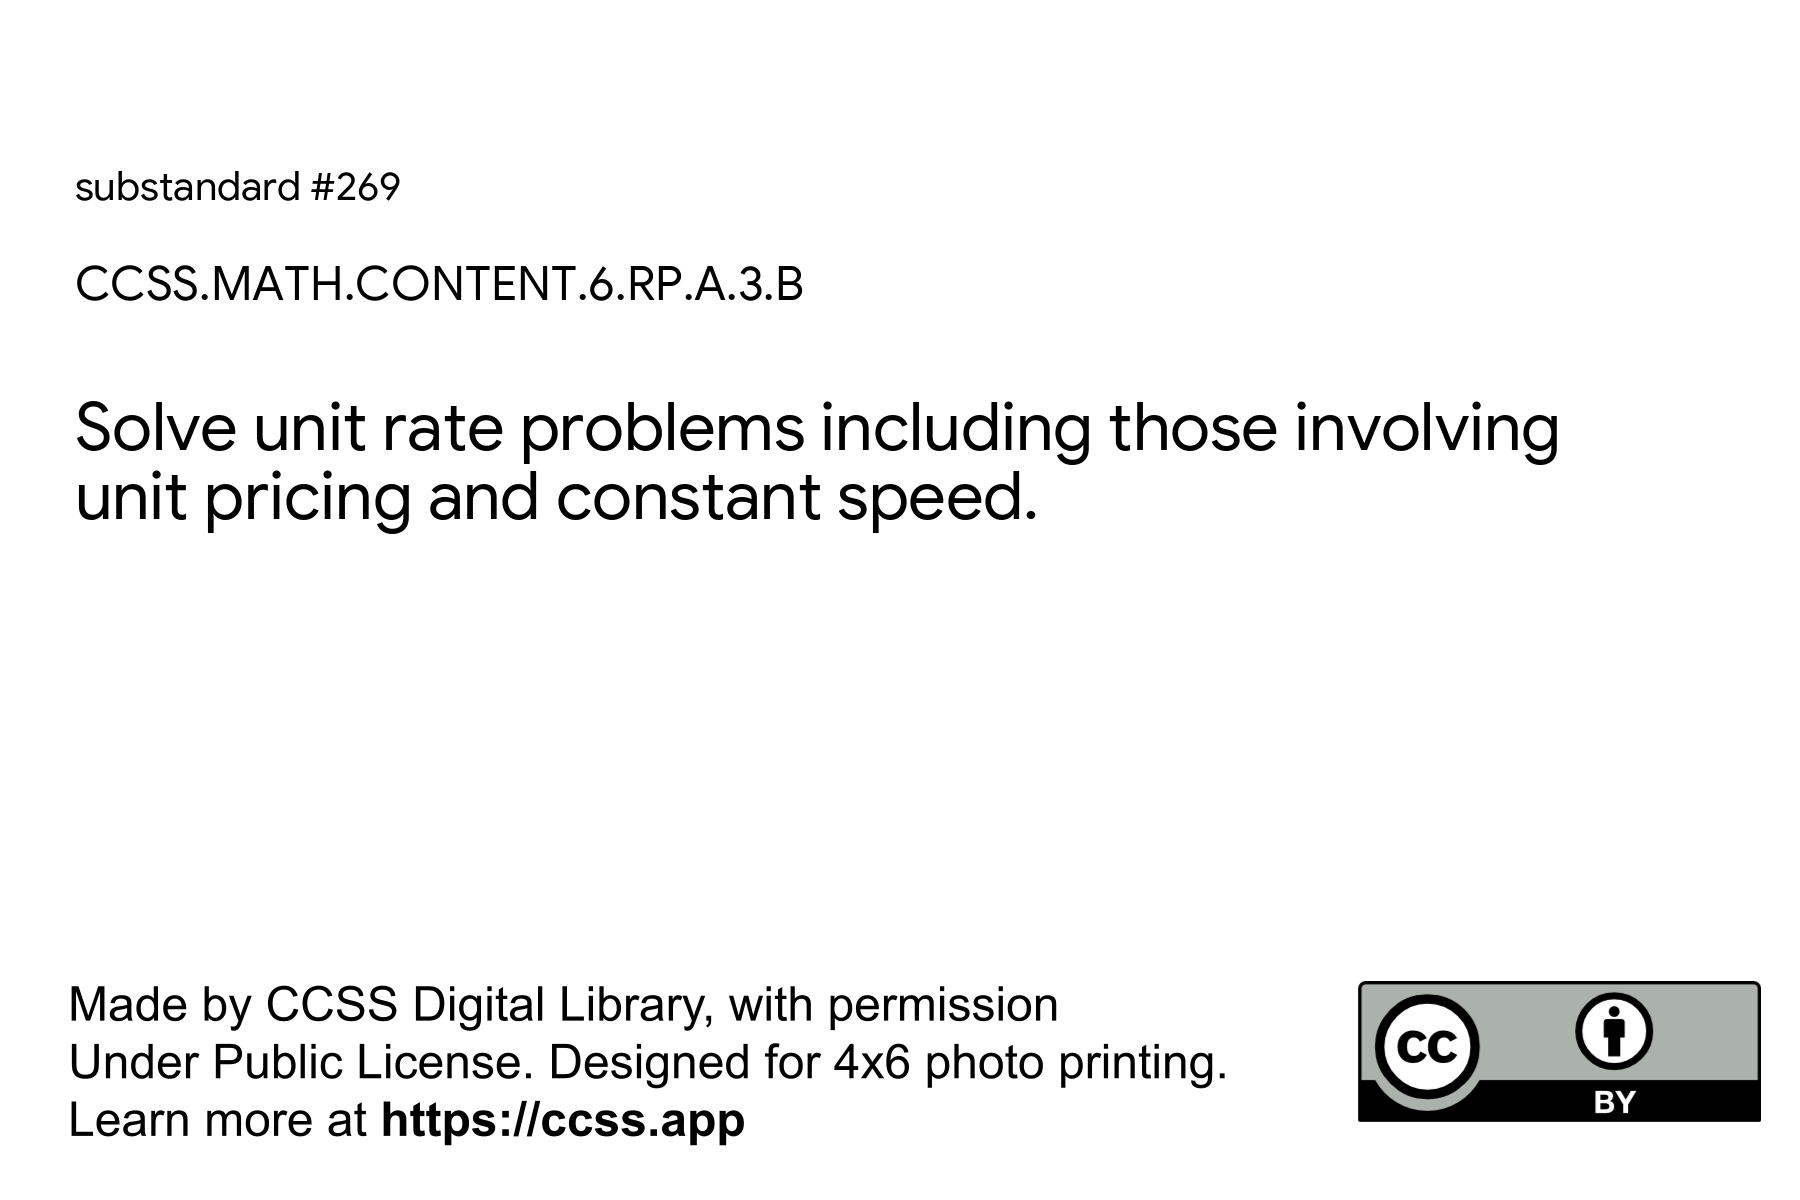 substandard #269
CCSS.MATH.CONTENT.6.RP.A.3.B
Solve unit rate problems including those involving
unit pricing and constant speed.
Made by CCSS Digital Library, with permission
Under Public License. Designed for 4x6 photo printing.
Learn more at https://ccss.app
cc
BY